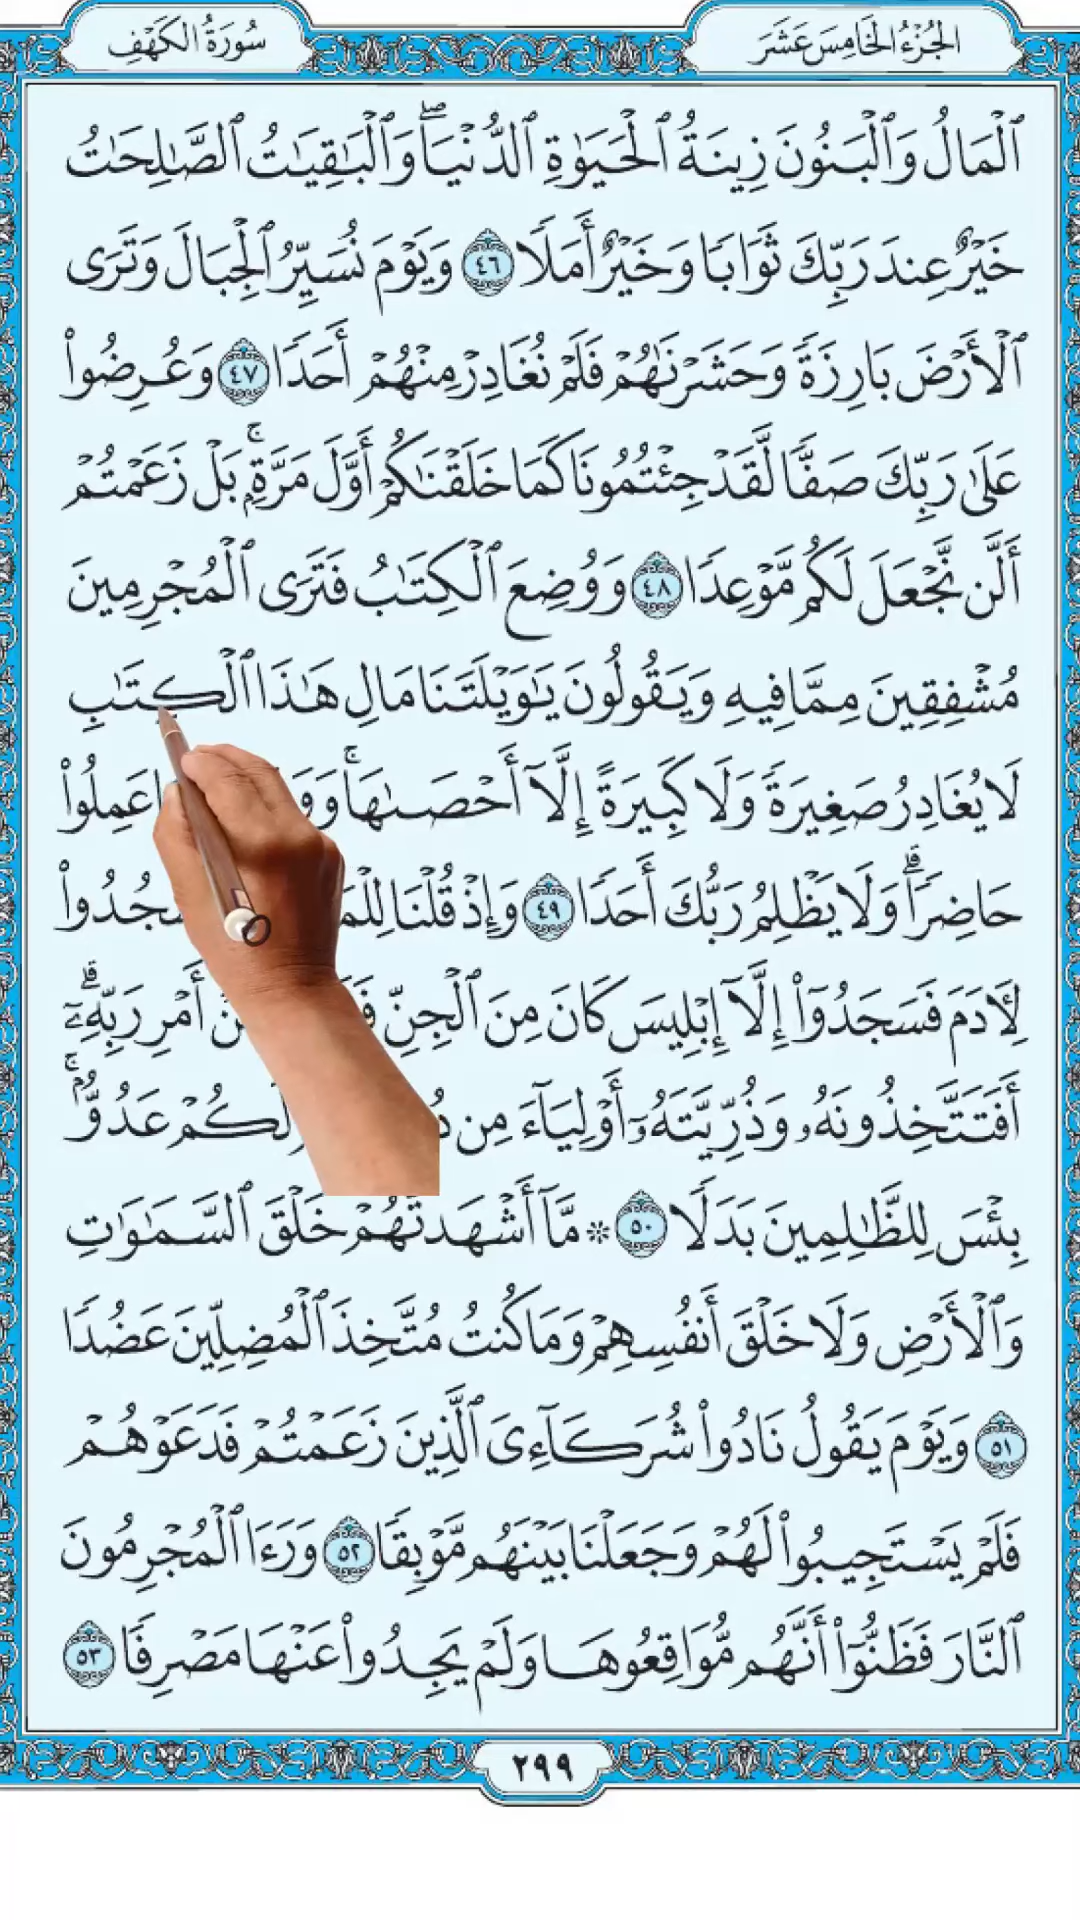 الجُزْءُ الخَامِسَ عَشَرَ
سُورَةُ الكَهْفِ
ٱلْمَالُ وَٱلْبَنُونَ زِينَةُ ٱلْحَيَوٰةِ ٱلدُّنْيَاۖ وَٱلْبَٰقِيَٰتُ ٱلصَّٰلِحَٰتُ
خَيْرٌ عِندَ رَبِّكَ ثَوَابًا وَخَيْرٌ أَمَلًا ٤٦ وَيَوْمَ نُسَيِّرُ ٱلْجِبَالَ وَتَرَى
ٱلْأَرْضَ بَارِزَةً وَحَشَرْنَٰهُمْ فَلَمْ نُغَادِرْ مِنْهُمْ أَحَدًا ٤٧ وَعُرِضُوا۟
عَلَىٰ رَبِّكَ صَفًّا لَّقَدْ جِئْتُمُونَا كَمَا خَلَقْنَٰكُمْ أَوَّلَ مَرَّةٍۭۚ بَلْ زَعَمْتُمْ
أَلَّن نَّجْعَلَ لَكُم مَّوْعِدًا ٤٨ وَوُضِعَ ٱلْكِتَٰبُ فَتَرَى ٱلْمُجْرِمِينَ
مُشْفِقِينَ مِمَّا فِيهِ وَيَقُولُونَ يَٰوَيْلَتَنَا مَالِ هَٰذَا ٱلْكِتَٰبِ
لَا يُغَادِرُ صَغِيرَةً وَلَا كَبِيرَةً إِلَّآ أَحْصَىٰهَاۚ عَمِلُوا۟
حَاضِرًاۗ وَلَا يَظْلِمُ رَبُّكَ أَحَدًا ٤٩ وَإِذْ قُلْنَا
لِءَادَمَ فَسَجَدُوٓا۟ إِلَّآ إِبْلِيسَ كَانَ مِنَ ٱلْجِنِّ أَمْرِ رَبِّهِۦٓۗ
أَفَتَتَّخِذُونَهُۥ وَذُرِّيَّتَهُۥٓ أَوْلِيَآءَ مِن لَكُمْ عَدُوٌّۢۚ
بِئْسَ لِلظَّٰلِمِينَ بَدَلًا ٥٠ ۞ مَّآ أَشْهَدتُّهُمْ خَلْقَ ٱلسَّمَٰوَٰتِ
وَٱلْأَرْضِ وَلَا خَلْقَ أَنفُسِهِمْ وَمَا كُنتُ مُتَّخِذَ ٱلْمُضِلِّينَ عَضُدًا
٥١ وَيَوْمَ يَقُولُ نَادُوا۟ شُرَكَآءِىَ ٱلَّذِينَ زَعَمْتُمْ فَدَعَوْهُمْ
فَلَمْ يَسْتَجِيبُوا۟ لَهُمْ وَجَعَلْنَا بَيْنَهُم مَّوْبِقًا ٥٢ وَرَءَا ٱلْمُجْرِمُونَ
ٱلنَّارَ فَظَنُّوٓا۟ أَنَّهُم مُّوَاقِعُوهَا وَلَمْ يَجِدُوا۟ عَنْهَا مَصْرِفًا ٥٣
٢٩٩